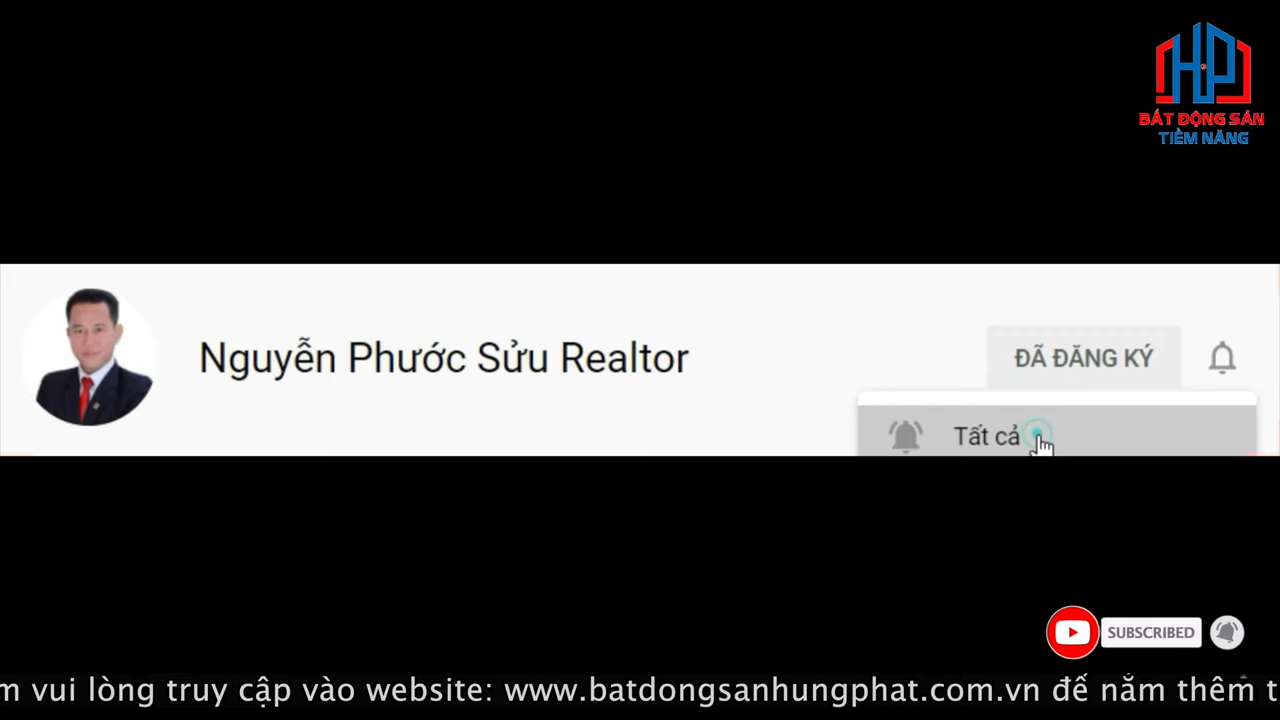 HP
BẤT ĐỘNG SẢN
TIỀM NĂNG
Nguyễn Phước Sửu Realtor
ĐÃ ĐĂNG KÝ
Tất cả
SUBSCRIBED
vui lòng truy cập vào website: www.batdongsanhungphat.com.vn để nắm thêm